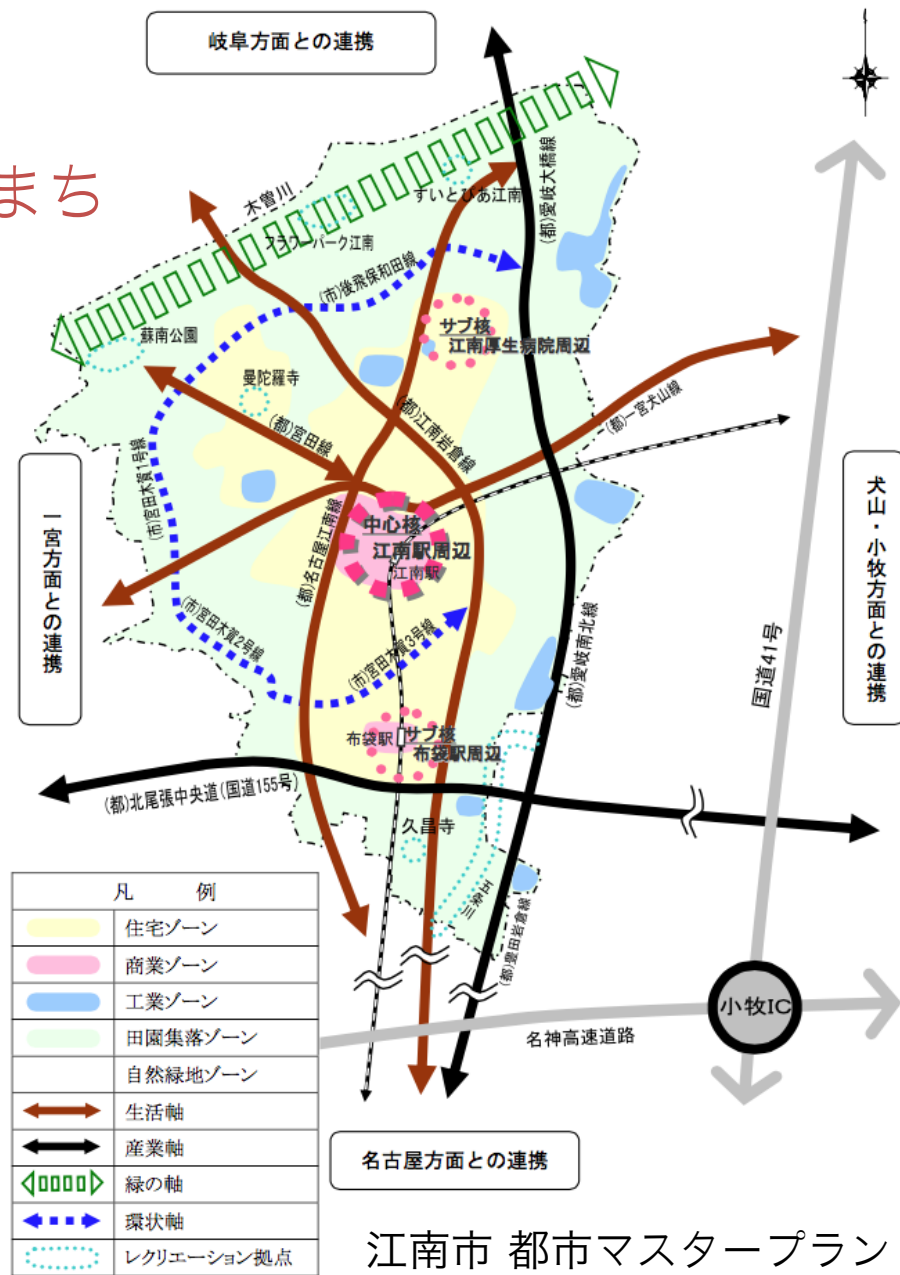 岐阜方面との連携
まち
木曽川
すいとぴあ江南
(都)愛岐大橋線
フラワーパーク江南
(市)後飛保和田線
蘇南公園
サブ核
江南厚生病院周辺
曼陀羅寺
(都)宮田線
(都)江南岩倉線
(都)一宮犬山線
(市)宮田木賀1号線
一宮方面との連携
犬山・小牧方面との連携
中心核
江南駅周辺
江南駅
(都)名古屋江南線
(市)宮田木賀2号線
(市)宮田木賀3号線
(都)愛岐南北線
国道41号
布袋駅
サブ核
布袋駅周辺
(都)北尾張中央道(国道155号)
久昌寺
五条川
(都)豊田岩倉線
小牧IC
名神高速道路
凡 例
住宅ゾーン
商業ゾーン
工業ゾーン
田園集落ゾーン
自然緑地ゾーン
生活軸
産業軸
緑の軸
環状軸
レクリエーション拠点
名古屋方面との連携
江南市 都市マスタープラン